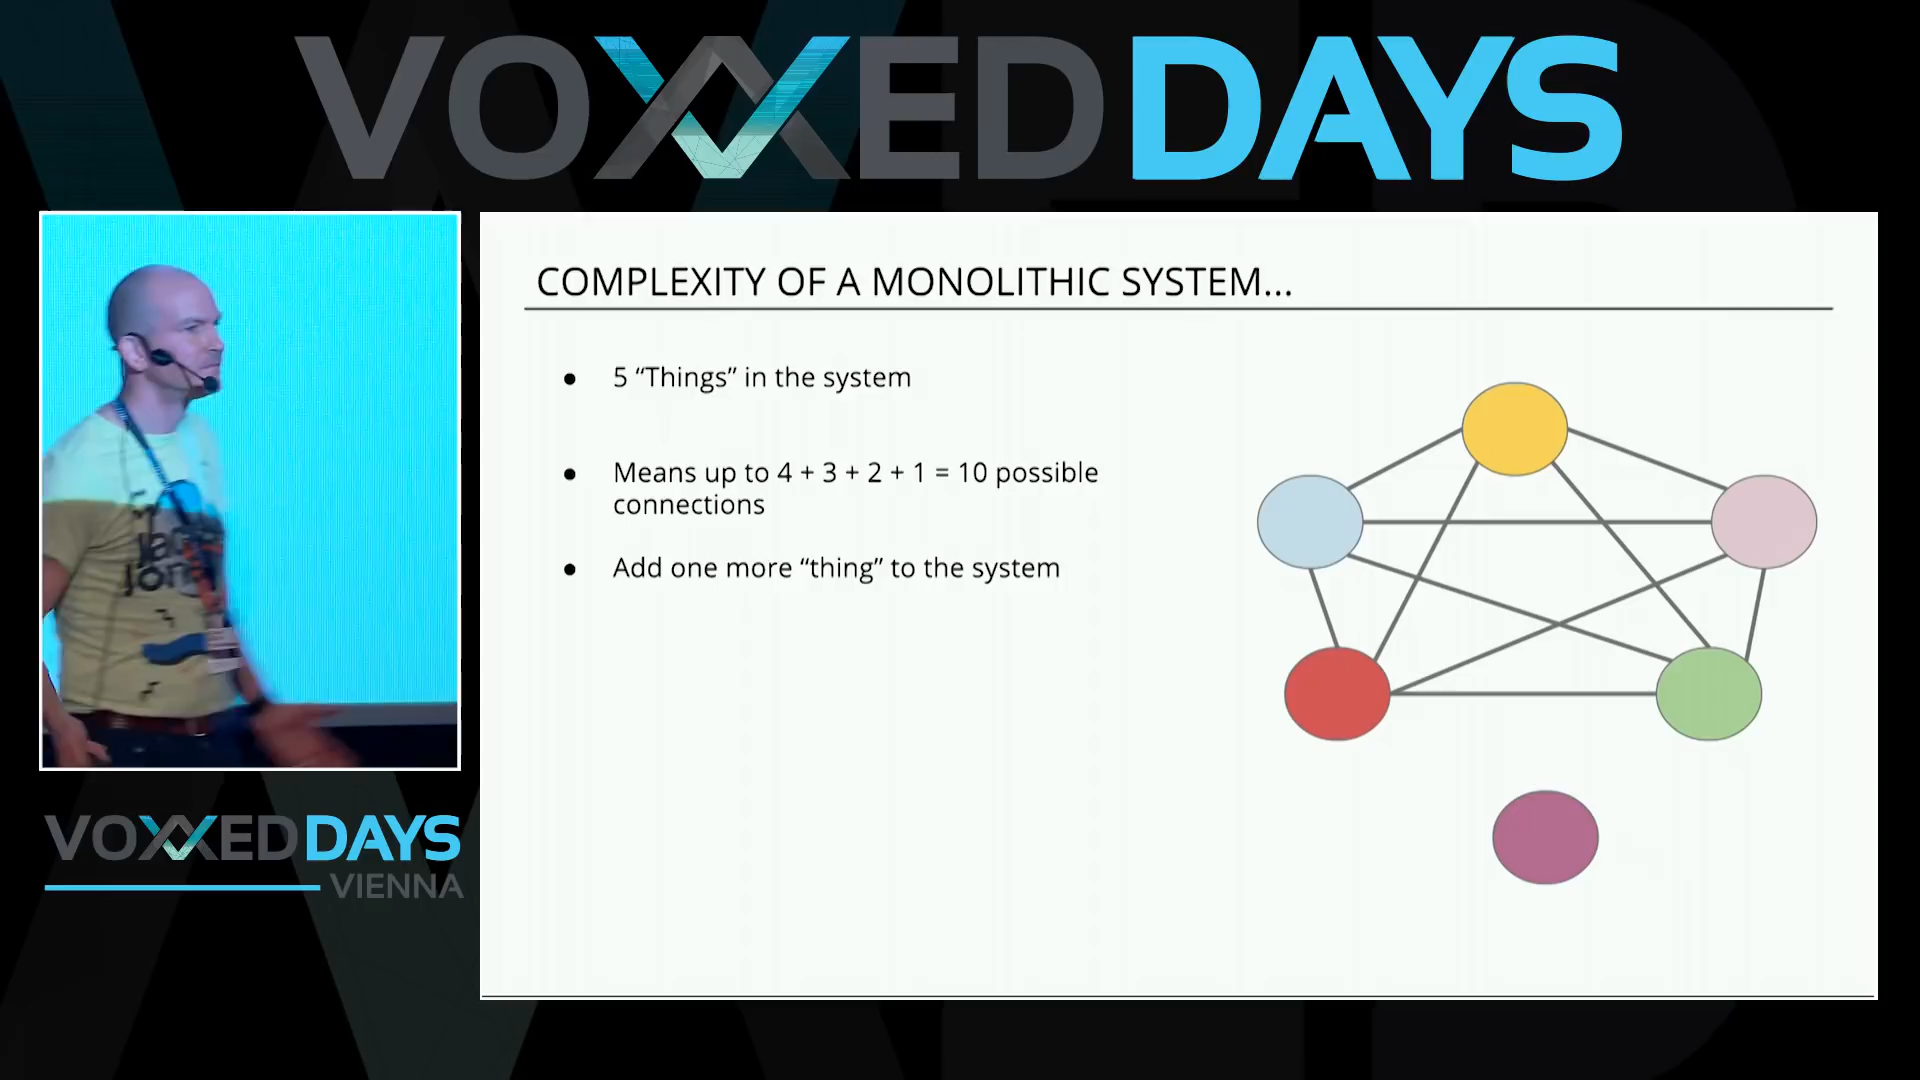 VOXXED DAYS
COMPLEXITY OF A MONOLITHIC SYSTEM...
● 5 “Things” in the system
● Means up to 4 + 3 + 2 + 1 = 10 possible
connections
● Add one more “thing” to the system
VOXXED DAYS
VIENNA